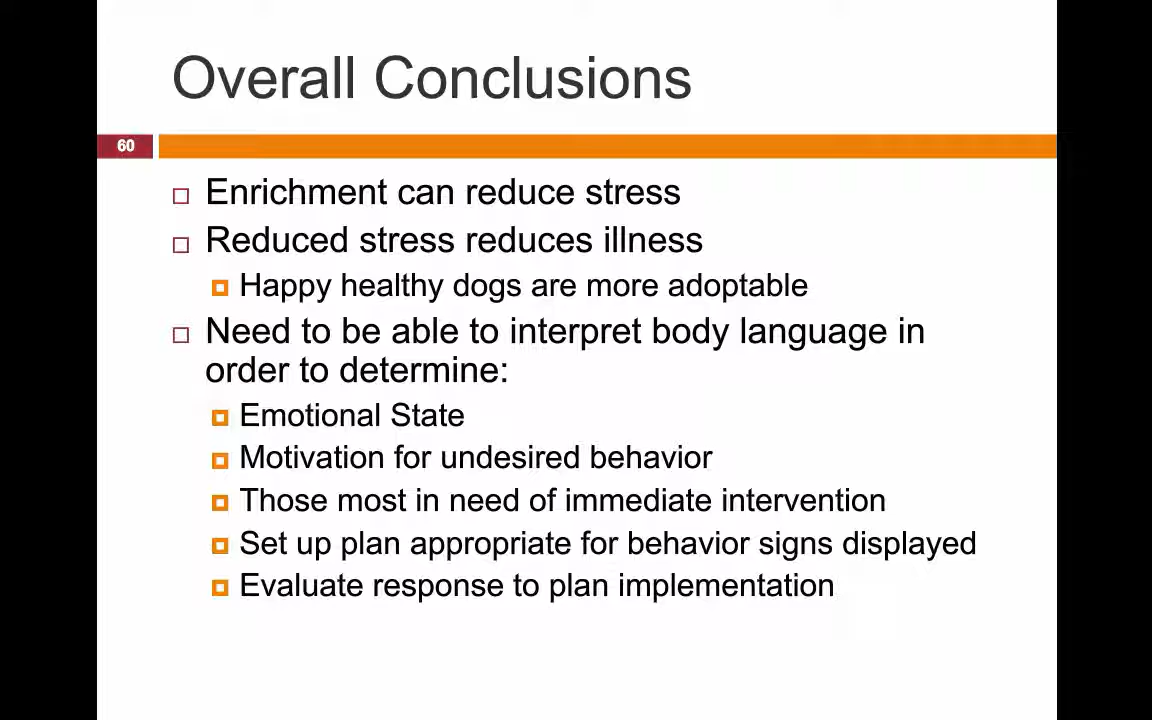 Overall Conclusions
60
Enrichment can reduce stress
Reduced stress reduces illness
Happy healthy dogs are more adoptable
Need to be able to interpret body language in
order to determine:
Emotional State
Motivation for undesired behavior
Those most in need of immediate intervention
Set up plan appropriate for behavior signs displayed
Evaluate response to plan implementation